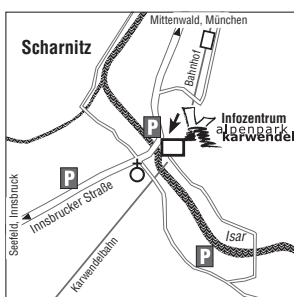 Mittenwald, München
Scharnitz
Bahnhof
Infozentrum
alpenpark
karwendel
P
P
Innsbrucker Straße
Seefeld, Innsbruck
Karwendelbahn
Isar
P